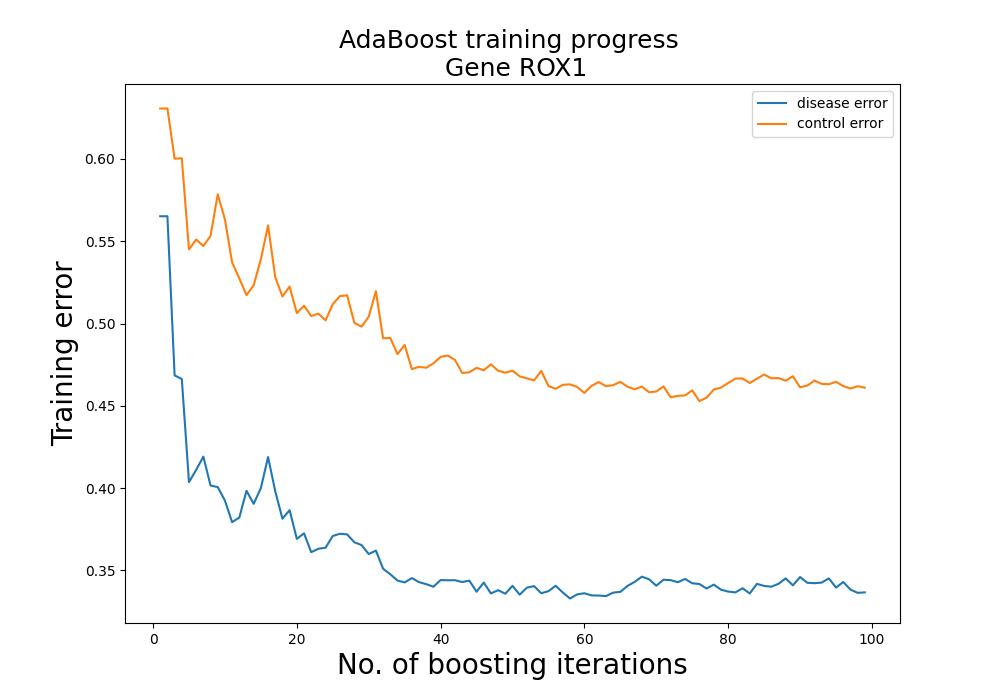 AdaBoost training progress
Gene ROX1
disease error
control error
Training error
0.60
0.55
0.50
0.45
0.40
0.35
0
20
40
60
80
100
No. of boosting iterations